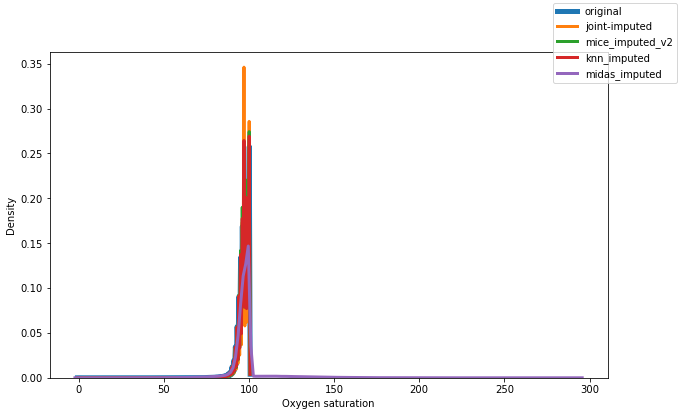 original
joint-imputed
mice_imputed_v2
knn_imputed
midas_imputed
0.35
0.30
0.25
0.20
0.15
0.10
0.05
0.00
Density
0 50 100 150 200 250 300
Oxygen saturation